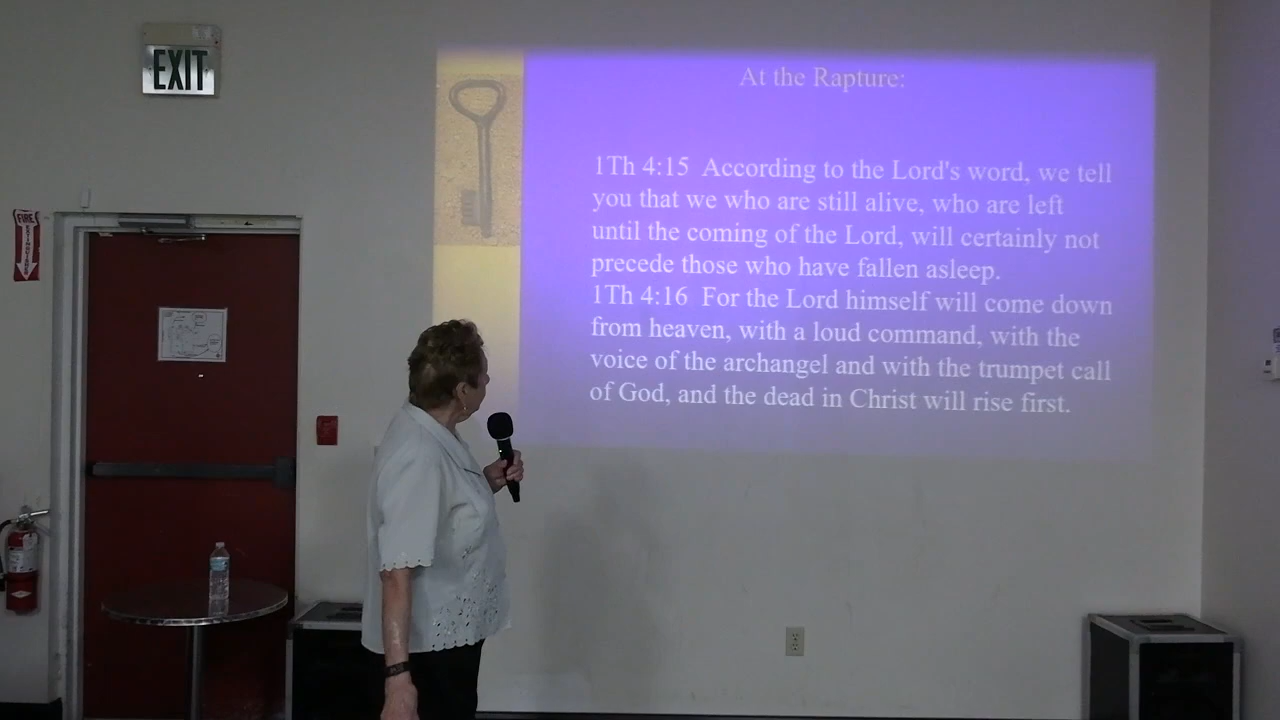 EXIT
At the Rapture:
1Th 4:15 According to the Lord's word, we tell
you that we who are still alive, who are left
until the coming of the Lord, will certainly not
precede those who have fallen asleep.
1Th 4:16 For the Lord himself will come down
from heaven, with a loud command, with the
voice of the archangel and with the trumpet call
of God, and the dead in Christ will rise first.
FIRE
EXTINGUISHER